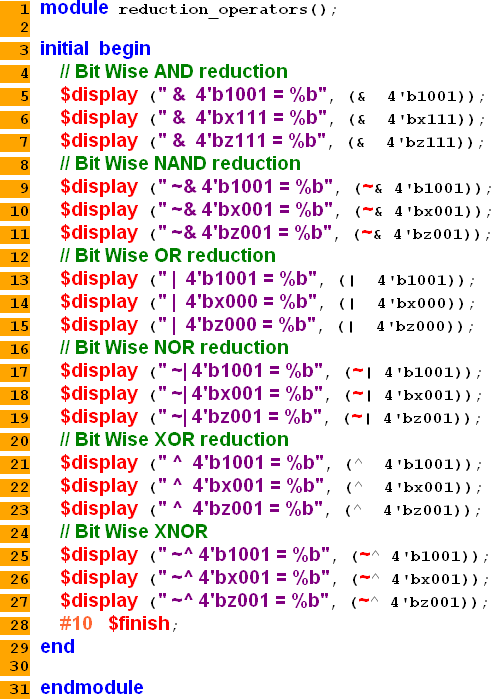 1 module reduction_operators();
2
3 initial begin
4 // Bit Wise AND reduction
5 $display (" & 4'b1001 = %b", (& 4'b1001));
6 $display (" & 4'bx111 = %b", (& 4'bx111));
7 $display (" & 4'bz111 = %b", (& 4'bz111));
8 // Bit Wise NAND reduction
9 $display (" ~& 4'b1001 = %b", (~& 4'b1001));
10 $display (" ~& 4'bx001 = %b", (~& 4'bx001));
11 $display (" ~& 4'bz001 = %b", (~& 4'bz001));
12 // Bit Wise OR reduction
13 $display (" | 4'b1001 = %b", (| 4'b1001));
14 $display (" | 4'bx000 = %b", (| 4'bx000));
15 $display (" | 4'bz000 = %b", (| 4'bz000));
16 // Bit Wise NOR reduction
17 $display (" ~| 4'b1001 = %b", (~| 4'b1001));
18 $display (" ~| 4'bx001 = %b", (~| 4'bx001));
19 $display (" ~| 4'bz001 = %b", (~| 4'bz001));
20 // Bit Wise XOR reduction
21 $display (" ^ 4'b1001 = %b", (^ 4'b1001));
22 $display (" ^ 4'bx001 = %b", (^ 4'bx001));
23 $display (" ^ 4'bz001 = %b", (^ 4'bz001));
24 // Bit Wise XNOR
25 $display (" ~^ 4'b1001 = %b", (~^ 4'b1001));
26 $display (" ~^ 4'bx001 = %b", (~^ 4'bx001));
27 $display (" ~^ 4'bz001 = %b", (~^ 4'bz001));
28 #10 $finish;
29 end
30
31 endmodule